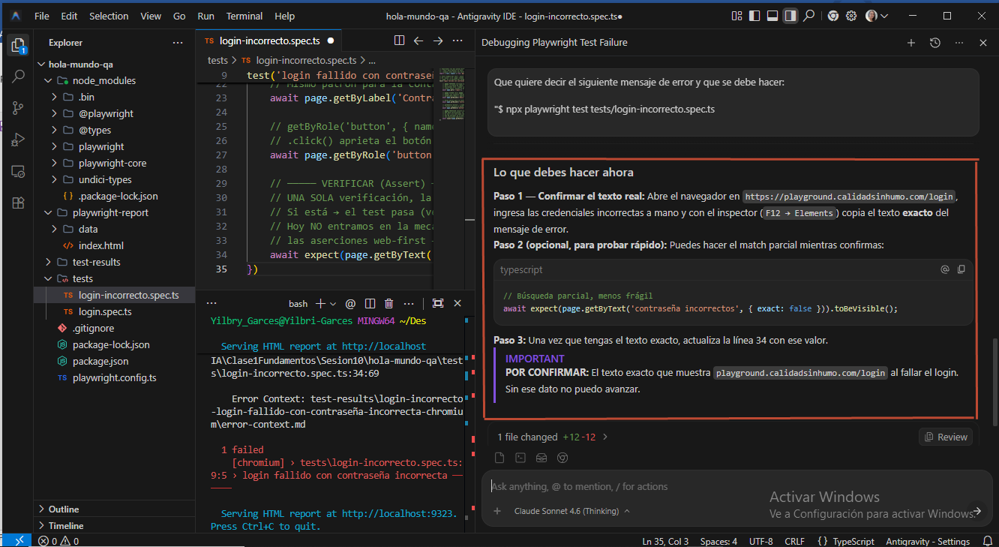 File Edit Selection View Go Run Terminal Help
hola-mundo-qa - Antigravity IDE - login-incorrecto.spec.ts●
Explorer
hola-mundo-qa
node_modules
.bin
@playwright
@types
playwright
playwright-core
undici-types
.package-lock.json
playwright-report
data
index.html
test-results
tests
TS login-incorrecto.spec.ts
TS login.spec.ts
.gitignore
package-lock.json
package.json
TS playwright.config.ts
Outline
Timeline
TS login-incorrecto.spec.ts ●
tests > TS login-incorrecto.spec.ts > ...
9 test('login fallido con contraseñ
22 // Mismo patrón para la contr
23 await page.getByLabel('Contra
24
25 // getByRole('button', { name
26 // .click() aprieta el botón
27 await page.getByRole('button
28
29 // ───── VERIFICAR (Assert) ─
30 // UNA SOLA verificación, la
31 // Si está → el test pasa (ve
32 // Hoy NO entramos en la mecá
33 // las aserciones web-first -
34 await expect(page.getByText(
35 })
bash
Yilbry_Garces@Yilbri-Garces MINGW64 ~/Des
Serving HTML report at http://localhost
IA\Clase1Fundamentos\Sesion10\hola-mundo-qa\test
s\login-incorrecto.spec.ts:34:69
Error Context: test-results\login-incorrecto
-login-fallido-con-contraseña-incorrecta-chromiu
m\error-context.md
1 failed
[chromium] › tests\login-incorrecto.spec.ts:
9:5 › login fallido con contraseña incorrecta ──
────
Serving HTML report at http://localhost:9323.
Press Ctrl+C to quit.
Debugging Playwright Test Failure
Que quiere decir el siguiente mensaje de error y que se debe hacer:
"$ npx playwright test tests/login-incorrecto.spec.ts
Lo que debes hacer ahora
Paso 1 — Confirmar el texto real: Abre el navegador en https://playground.calidadsinhumo.com/login,
ingresa las credenciales incorrectas a mano y con el inspector (F12 → Elements) copia el texto exacto del
mensaje de error.
Paso 2 (opcional, para probar rápido): Puedes hacer el match parcial mientras confirmas:
typescript
// Búsqueda parcial, menos frágil
await expect(page.getByText('contraseña incorrectos', { exact: false })).toBeVisible();
Paso 3: Una vez que tengas el texto exacto, actualiza la línea 34 con ese valor.
IMPORTANT
POR CONFIRMAR: El texto exacto que muestra playground.calidadsinhumo.com/login al fallar el login.
Sin ese dato no puedo avanzar.
1 file changed +12 -12 >
Review
Ask anything, @ to mention, / for actions
Claude Sonnet 4.6 (Thinking)
Activar Windows
Ve a Configuración para activar Windows.
0 0
Ln 35, Col 3 Spaces: 4 UTF-8 CRLF {} TypeScript Antigravity - Settings